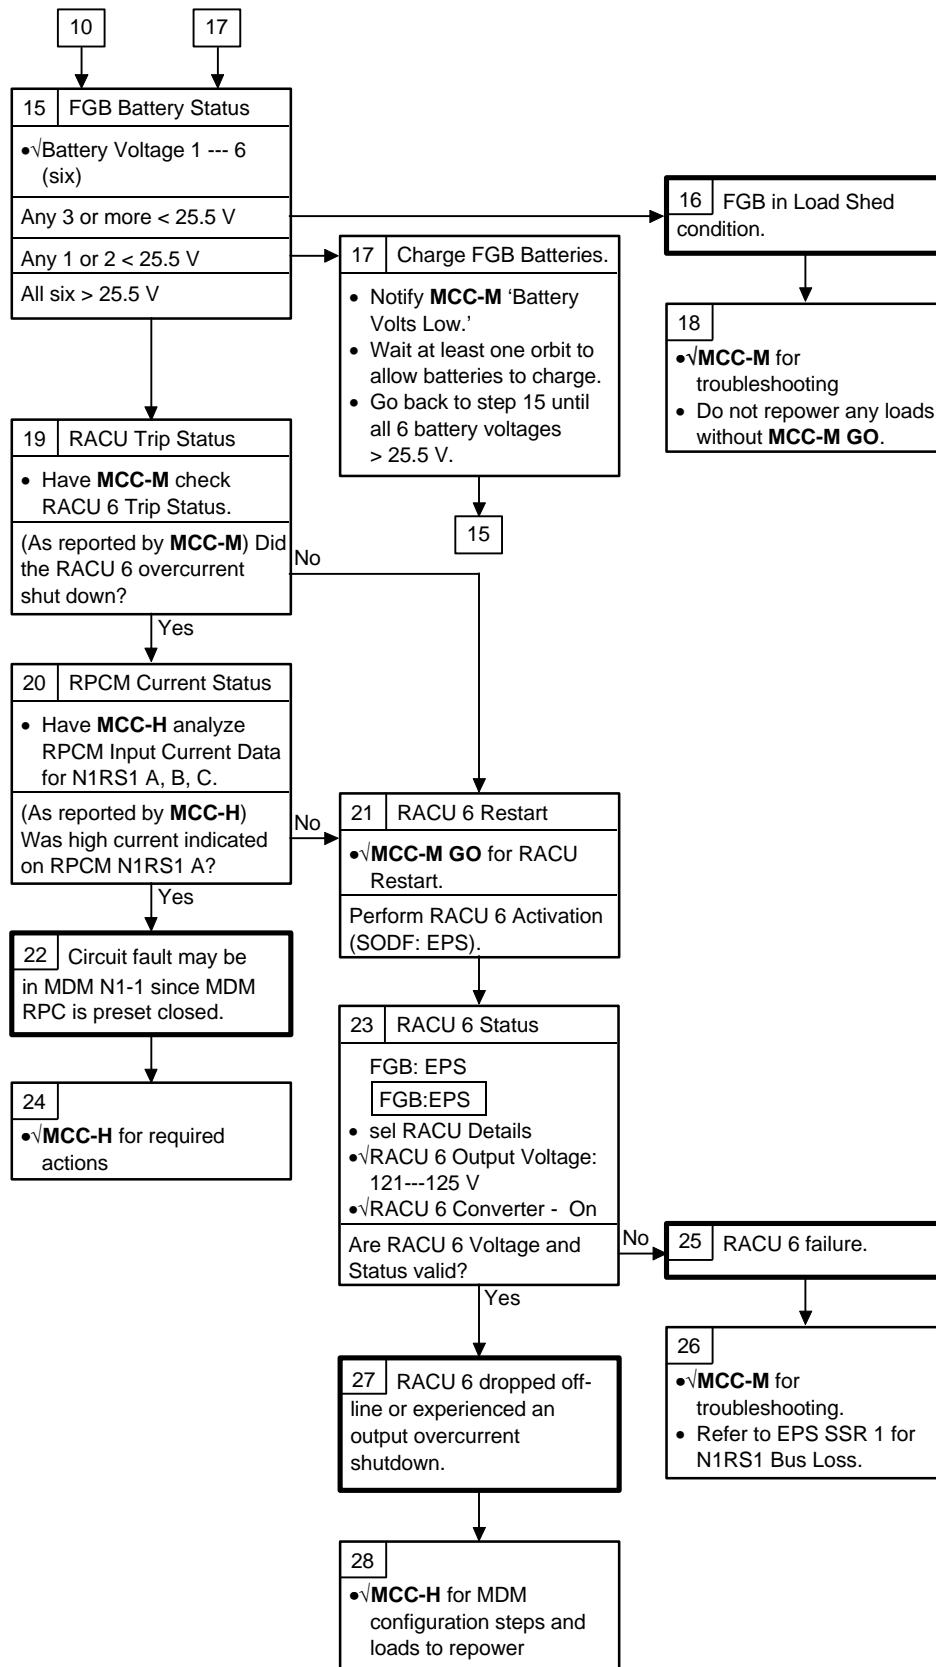 10
17
15 FGB Battery Status
•√Battery Voltage 1 --- 6
(six)
Any 3 or more < 25.5 V
Any 1 or 2 < 25.5 V
All six > 25.5 V
16 FGB in Load Shed
condition.
17 Charge FGB Batteries.
• Notify MCC-M ‘Battery
Volts Low.’
• Wait at least one orbit to
allow batteries to charge.
• Go back to step 15 until
all 6 battery voltages
> 25.5 V.
15
18
•√MCC-M for
troubleshooting
• Do not repower any loads
without MCC-M GO.
19 RACU Trip Status
• Have MCC-M check
RACU 6 Trip Status.
(As reported by MCC-M) Did
the RACU 6 overcurrent
shut down?
No
Yes
20 RPCM Current Status
• Have MCC-H analyze
RPCM Input Current Data
for N1RS1 A, B, C.
(As reported by MCC-H)
Was high current indicated
on RPCM N1RS1 A?
No
Yes
21 RACU 6 Restart
•√MCC-M GO for RACU
Restart.
Perform RACU 6 Activation
(SODF: EPS).
22 Circuit fault may be
in MDM N1-1 since MDM
RPC is preset closed.
23 RACU 6 Status
FGB: EPS
FGB:EPS
• sel RACU Details
•√RACU 6 Output Voltage:
121---125 V
•√RACU 6 Converter - On
Are RACU 6 Voltage and
Status valid?
No
Yes
24
•√MCC-H for required
actions
25 RACU 6 failure.
26
•√MCC-M for
troubleshooting.
• Refer to EPS SSR 1 for
N1RS1 Bus Loss.
27 RACU 6 dropped off-
line or experienced an
output overcurrent
shutdown.
28
•√MCC-H for MDM
configuration steps and
loads to repower